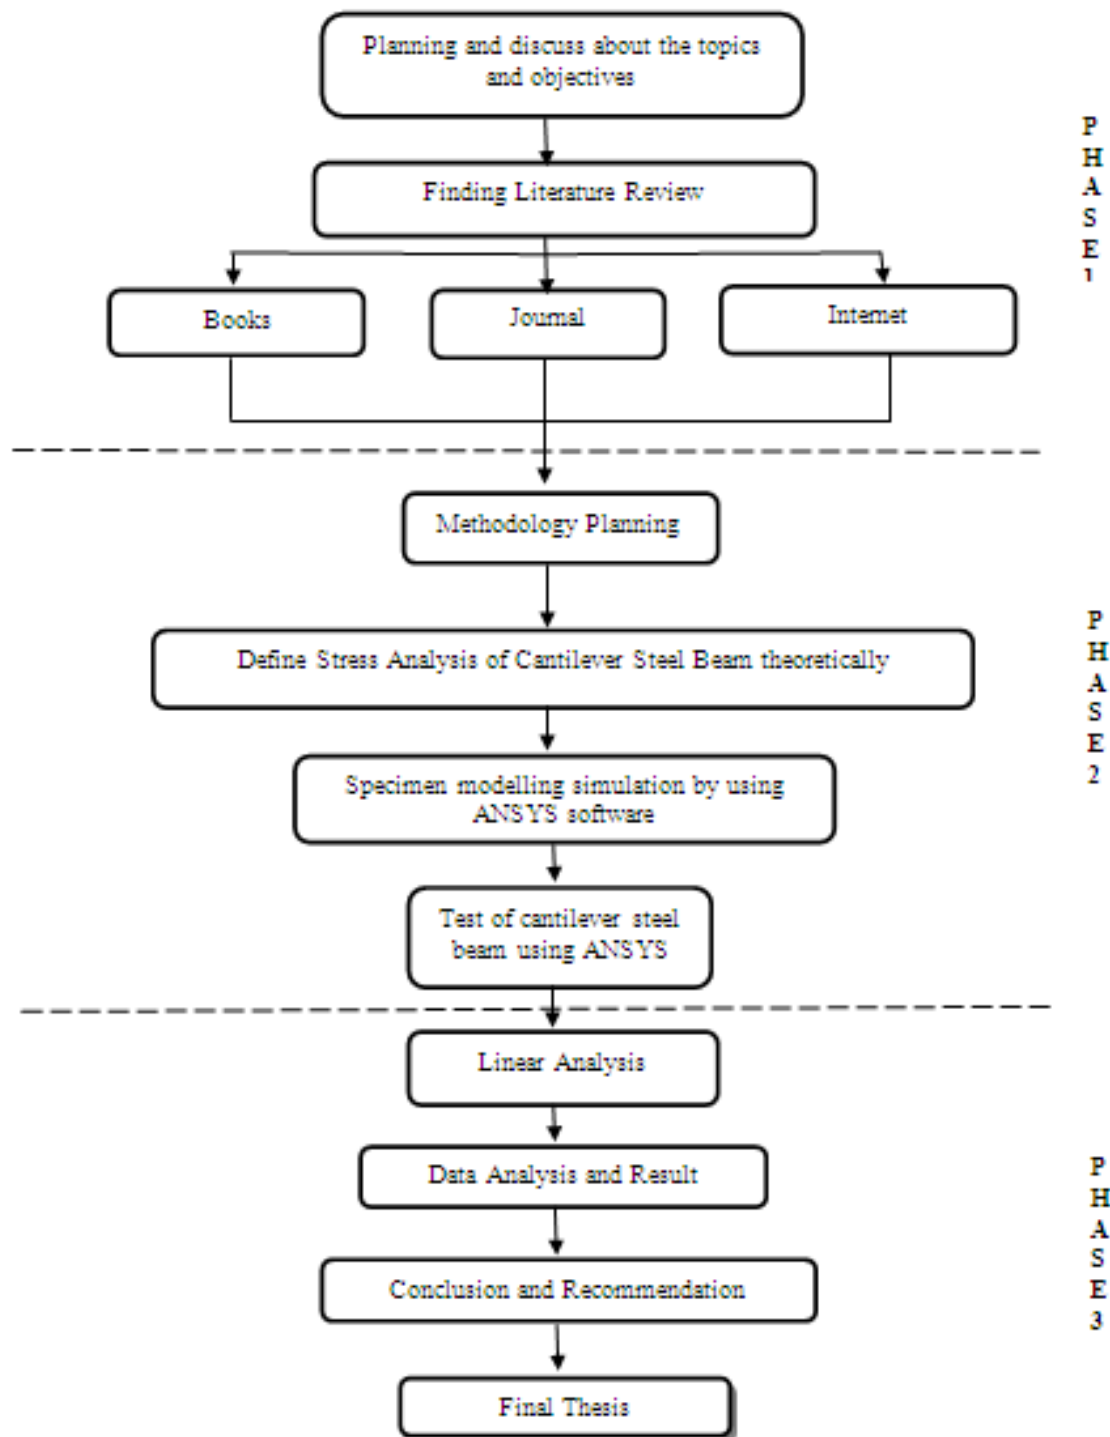 Planning and discuss about the topics
and objectives
Finding Literature Review
Books
Journal
Internet
P
H
A
S
E
1
Methodology Planning
Define Stress Analysis of Cantilever Steel Beam theoretically
Specimen modelling simulation by using
ANSYS software
Test of cantilever steel
beam using ANSYS
P
H
A
S
E
2
Linear Analysis
Data Analysis and Result
Conclusion and Recommendation
Final Thesis
P
H
A
S
E
3